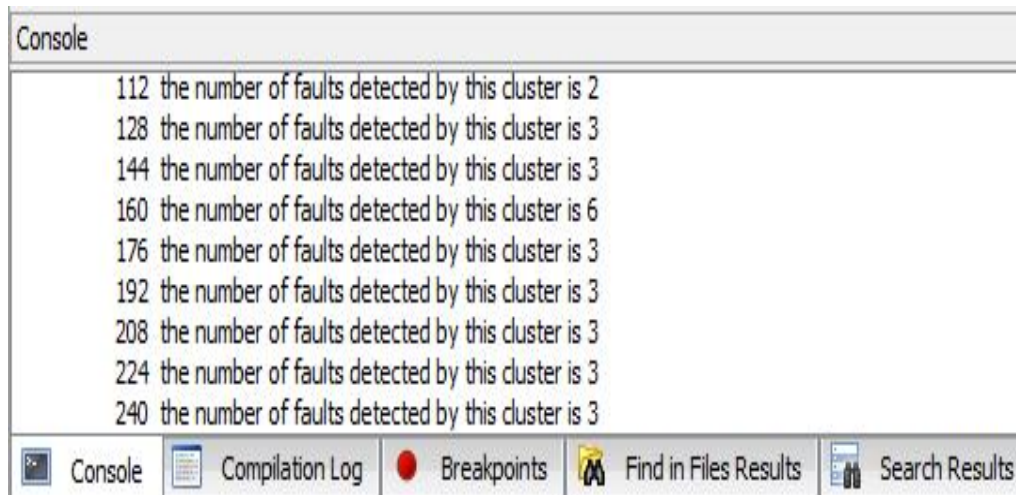 Console
112 the number of faults detected by this cluster is 2
128 the number of faults detected by this cluster is 3
144 the number of faults detected by this cluster is 3
160 the number of faults detected by this cluster is 6
176 the number of faults detected by this cluster is 3
192 the number of faults detected by this cluster is 3
208 the number of faults detected by this cluster is 3
224 the number of faults detected by this cluster is 3
240 the number of faults detected by this cluster is 3
Console Compilation Log Breakpoints Find in Files Results Search Results